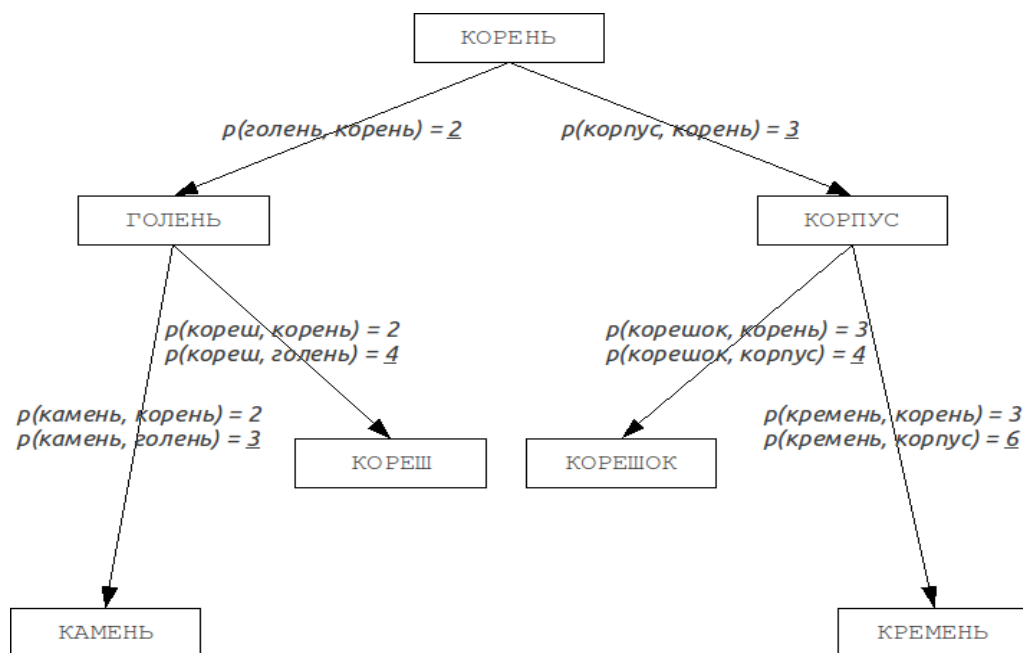 КОРЕНЬ
p(голень, корень) = 2
p(корпус, корень) = 3
ГОЛЕНЬ
КОРПУС
p(кореш, корень) = 2
p(кореш, голень) = 4
p(корешок, корень) = 3
p(корешок, корпус) = 4
p(камень, корень) = 2
p(камень, голень) = 3
p(кремень, корень) = 3
p(кремень, корпус) = 6
КОРЕШ
КОРЕШОК
КАМЕНЬ
КРЕМЕНЬ